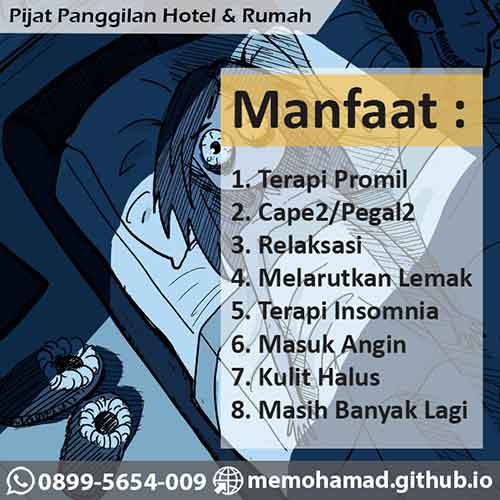 Pijat Panggilan Hotel & Rumah
Manfaat :
1. Terapi Promil
2. Cape2/Pegal2
3. Relaksasi
4. Melarutkan Lemak
5. Terapi Insomnia
6. Masuk Angin
7. Kulit Halus
8. Masih Banyak Lagi
0899-5654-009 memohamad.github.io